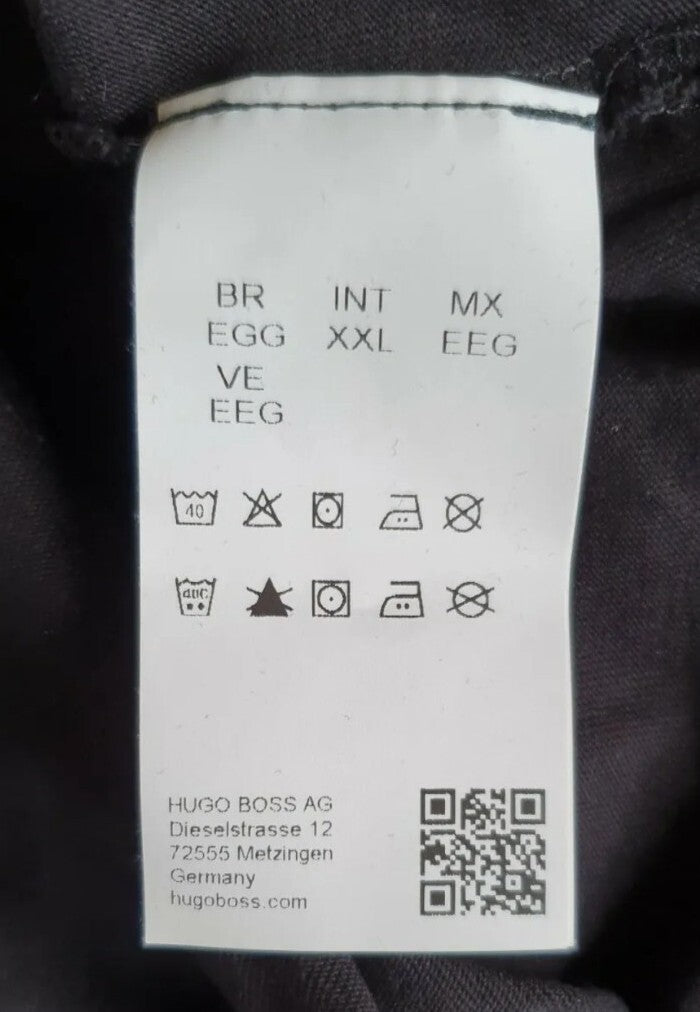 BR INT MX
EGG XXL EEG
VE
EEG
40
40C
HUGO BOSS AG
Dieselstrasse 12
72555 Metzingen
Germany
hugoboss.com